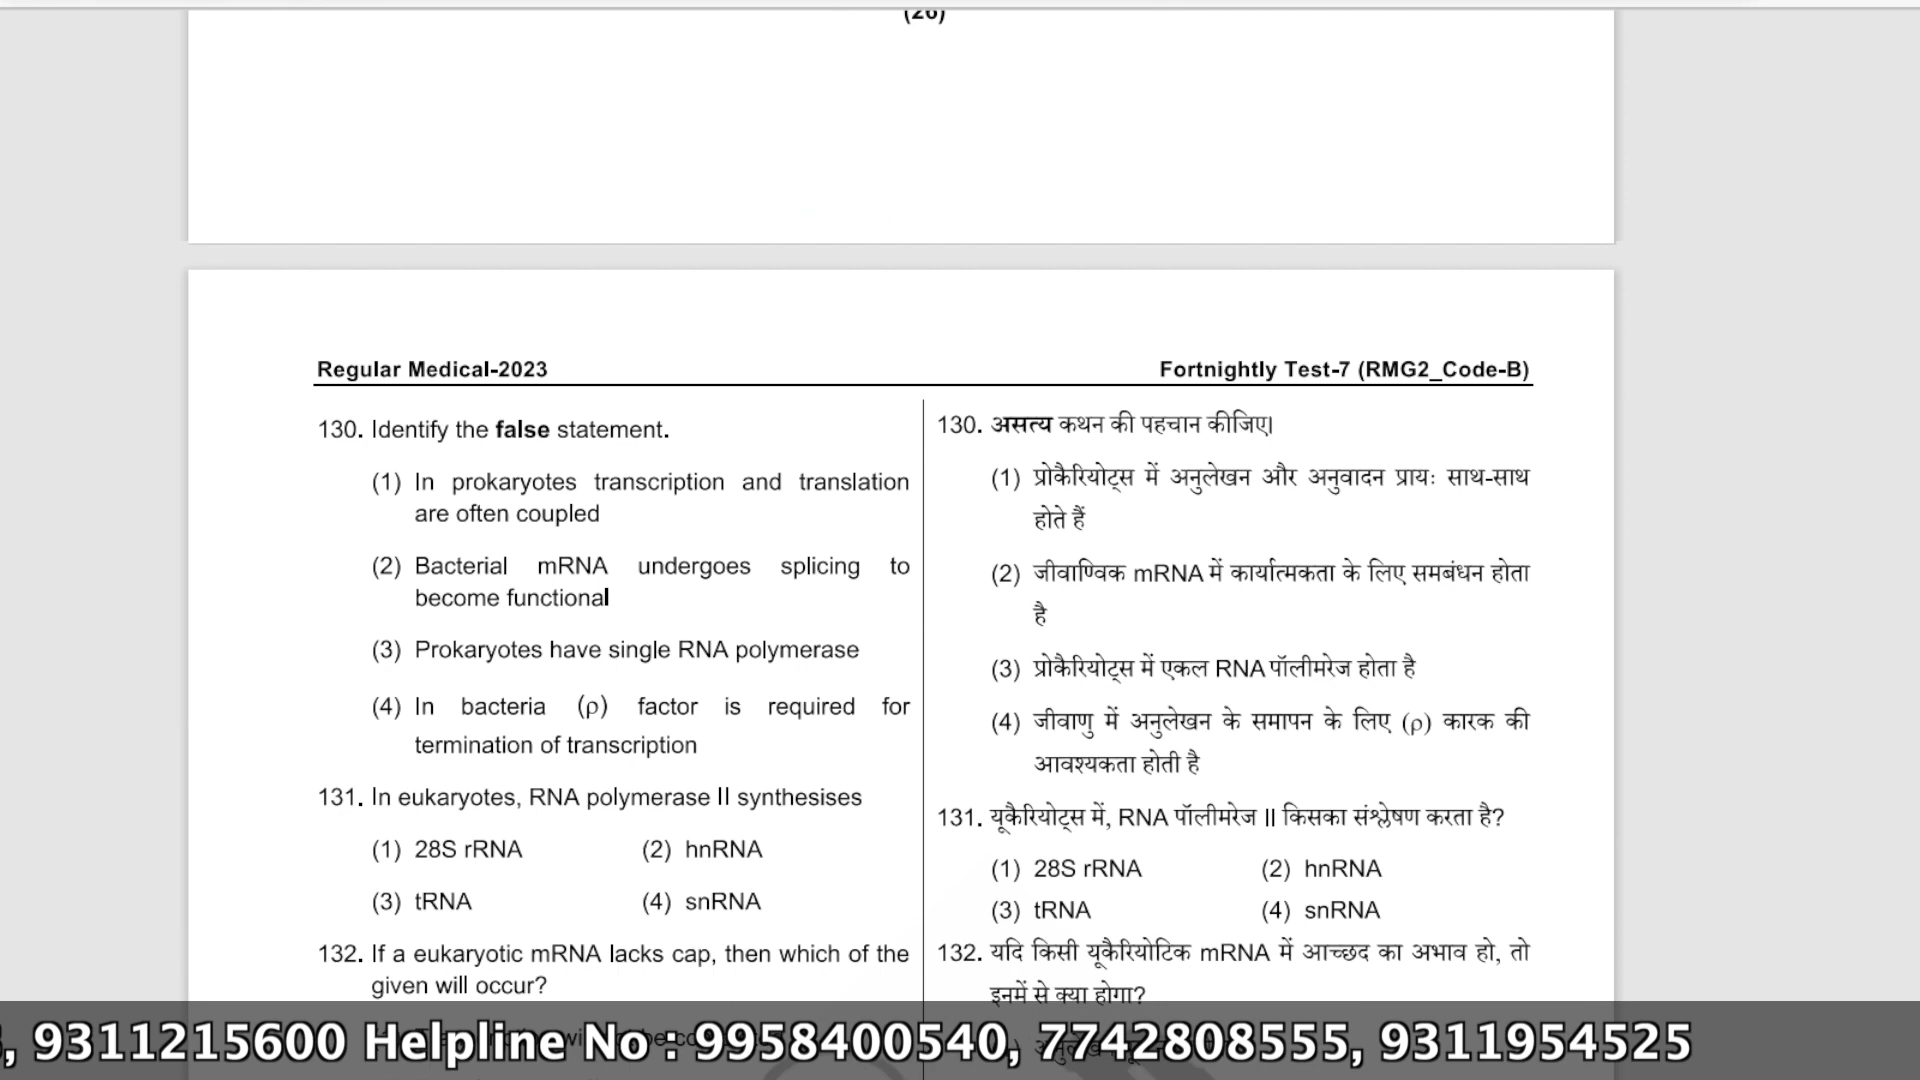 (26)
Regular Medical-2023
Fortnightly Test-7 (RMG2_Code-B)
130. Identify the false statement.
(1) In prokaryotes transcription and translation
are often coupled
(2) Bacterial mRNA undergoes splicing to
become functional
(3) Prokaryotes have single RNA polymerase
(4) In bacteria (ρ) factor is required for
termination of transcription
131. In eukaryotes, RNA polymerase II synthesises
(1) 28S rRNA (2) hnRNA
(3) tRNA (4) snRNA
132. If a eukaryotic mRNA lacks cap, then which of the
given will occur?
130. असत्य कथन की पहचान कीजिए।
(1) प्रोकैरियोट्स में अनुलेखन और अनुवादन प्रायः साथ-साथ
होते हैं
(2) जीवाण्विक mRNA में कार्यात्मकता के लिए समबंधन होता
है
(3) प्रोकैरियोट्स में एकल RNA पॉलीमरेज होता है
(4) जीवाणु में अनुलेखन के समापन के लिए (ρ) कारक की
आवश्यकता होती है
131. यूकैरियोट्स में, RNA पॉलीमरेज II किसका संश्लेषण करता है?
(1) 28S rRNA (2) hnRNA
(3) tRNA (4) snRNA
132. यदि किसी यूकैरियोटिक mRNA में आच्छद का अभाव हो, तो
इनमें से क्या होगा?
, 9311215600 Helpline No : 9958400540, 7742808555, 9311954525